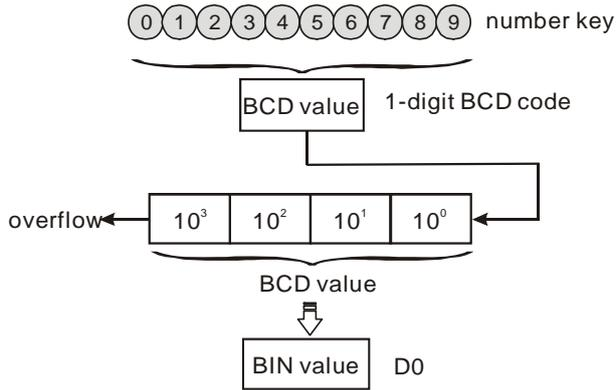 0 1 2 3 4 5 6 7 8 9 number key
BCD value 1-digit BCD code
overflow 10³ 10² 10¹ 10⁰
BCD value
BIN value D0